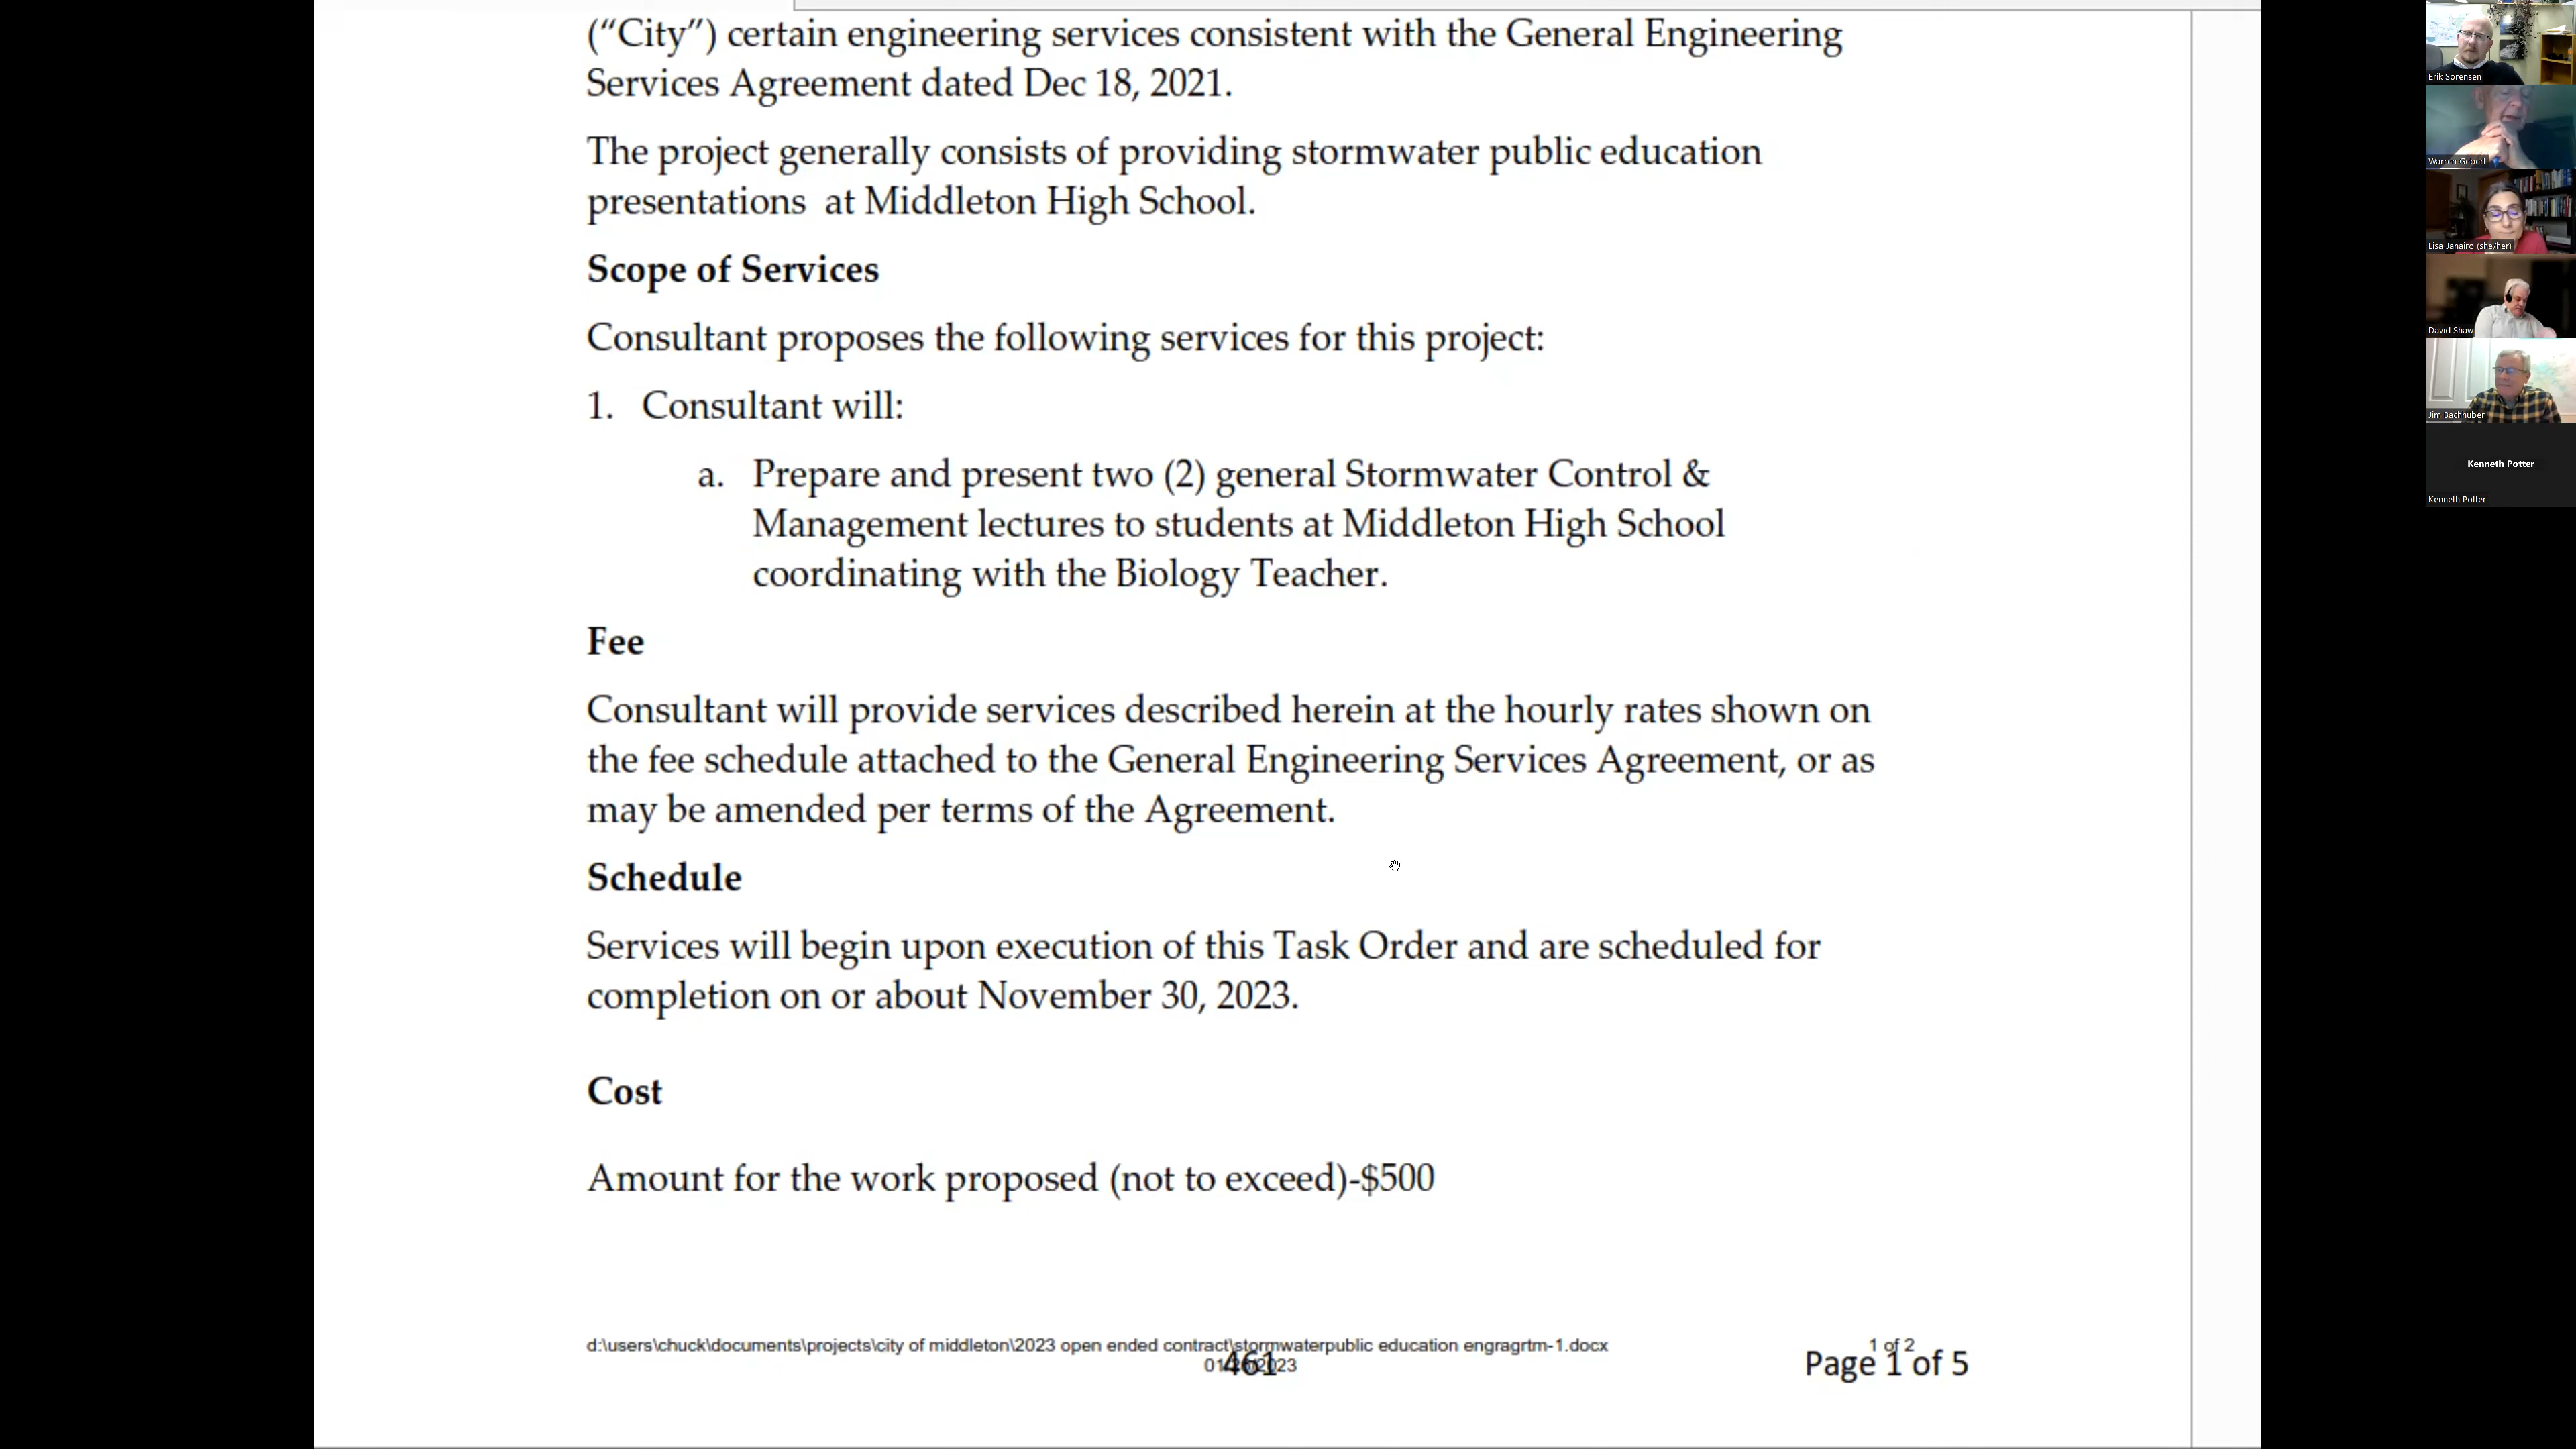 (“City”) certain engineering services consistent with the General Engineering
Services Agreement dated Dec 18, 2021.
The project generally consists of providing stormwater public education
presentations  at Middleton High School.
Scope of Services
Consultant proposes the following services for this project:
1. Consultant will:
a. Prepare and present two (2) general Stormwater Control &
Management lectures to students at Middleton High School
coordinating with the Biology Teacher.
Fee
Consultant will provide services described herein at the hourly rates shown on
the fee schedule attached to the General Engineering Services Agreement, or as
may be amended per terms of the Agreement.
Schedule
Services will begin upon execution of this Task Order and are scheduled for
completion on or about November 30, 2023.
Cost
Amount for the work proposed (not to exceed)-$500
d:\users\chuck\documents\projects\city of middleton\2023 open ended contract\stormwaterpublic education engragrtm-1.docx
1 of 2
461
Page 1 of 5
Erik Sorensen
Warren Gebert
Lisa Janairo (she/her)
David Shaw
Jim Bachhuber
Kenneth Potter
Kenneth Potter